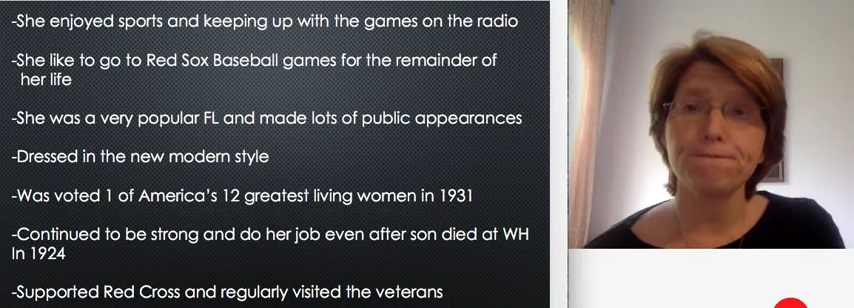 -She enjoyed sports and keeping up with the games on the radio
-She like to go to Red Sox Baseball games for the remainder of
her life
-She was a very popular FL and made lots of public appearances
-Dressed in the new modern style
-Was voted 1 of America's 12 greatest living women in 1931
-Continued to be strong and do her job even after son died at WH
In 1924
-Supported Red Cross and regularly visited the veterans